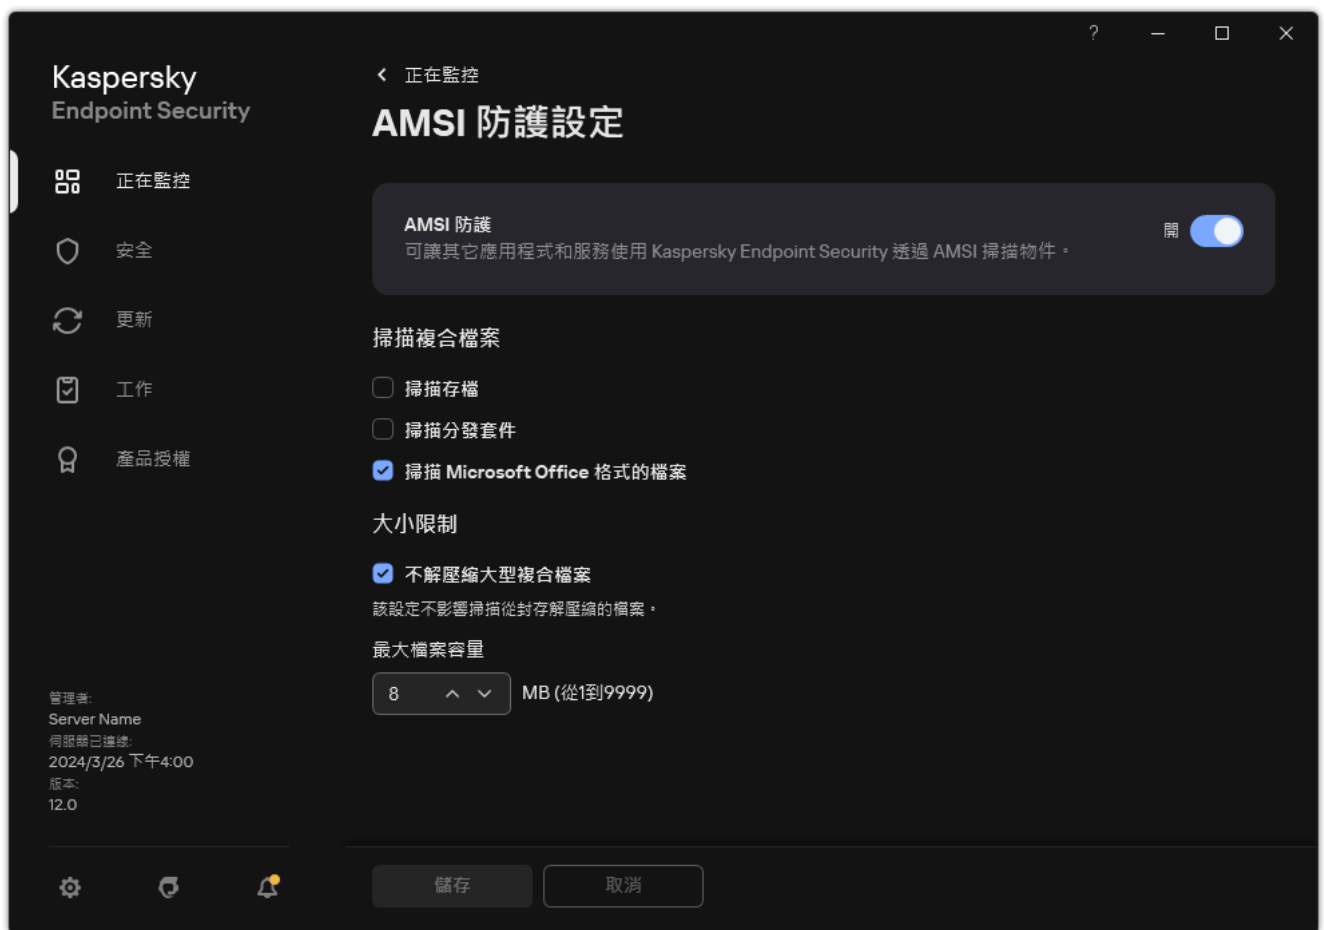 ?
Kaspersky
Endpoint Security
正在監控
安全
更新
工作
產品授權
管理者:
Server Name
伺服器已連線:
2024/3/26 下午4:00
版本:
12.0
正在監控
AMSI 防護設定
AMSI 防護
可讓其它應用程式和服務使用 Kaspersky Endpoint Security 透過 AMSI 掃描物件。
開
掃描複合檔案
掃描存檔
掃描分發套件
掃描 Microsoft Office 格式的檔案
大小限制
不解壓縮大型複合檔案
該設定不影響掃描從封存解壓縮的檔案。
最大檔案容量
8
MB (從1到9999)
儲存
取消